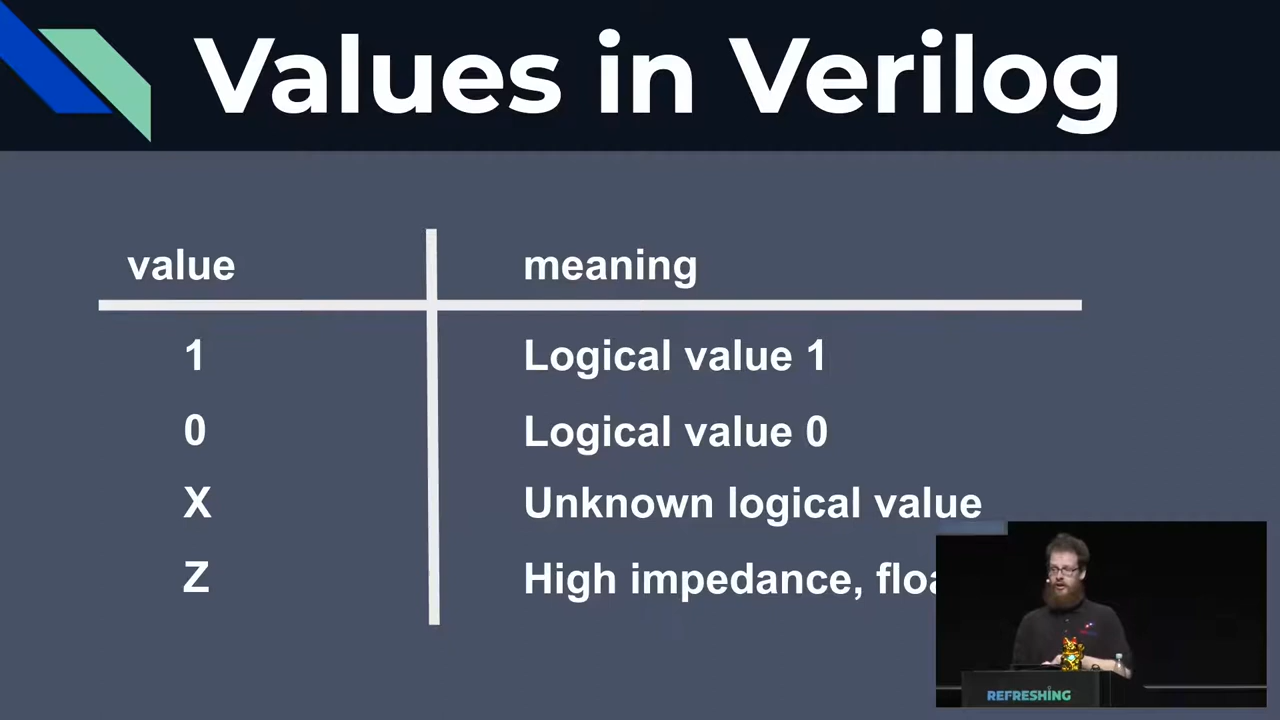 Values in Verilog
value meaning
1 Logical value 1
0 Logical value 0
X Unknown logical value
Z High impedance,
REFRESHING